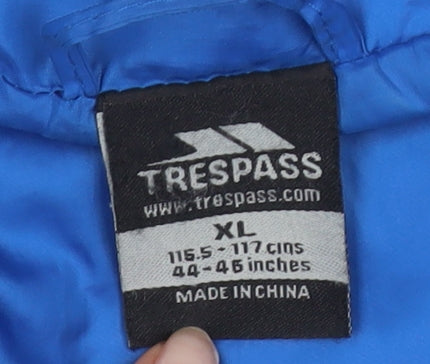 TRESPASS
www.trespass.com
XL
116.5 - 117 cms
44-46 inches
MADE IN CHINA